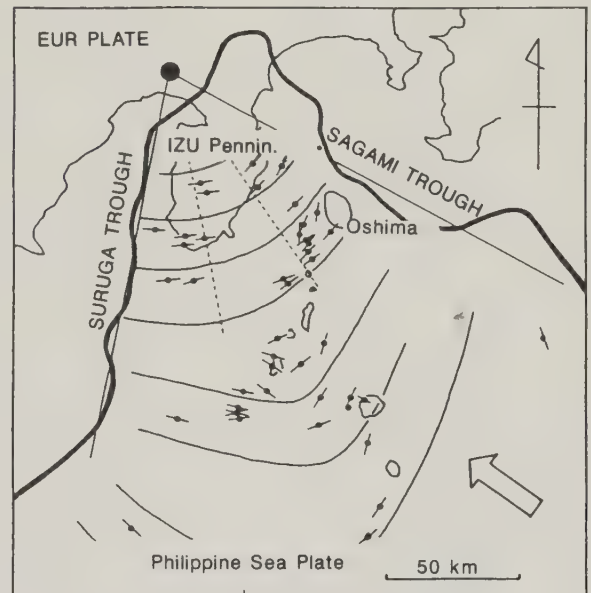 EUR PLATE
IZU Pennin.
SAGAMI TROUGH
SURUGA TROUGH
Oshima
Philippine Sea Plate
50 km